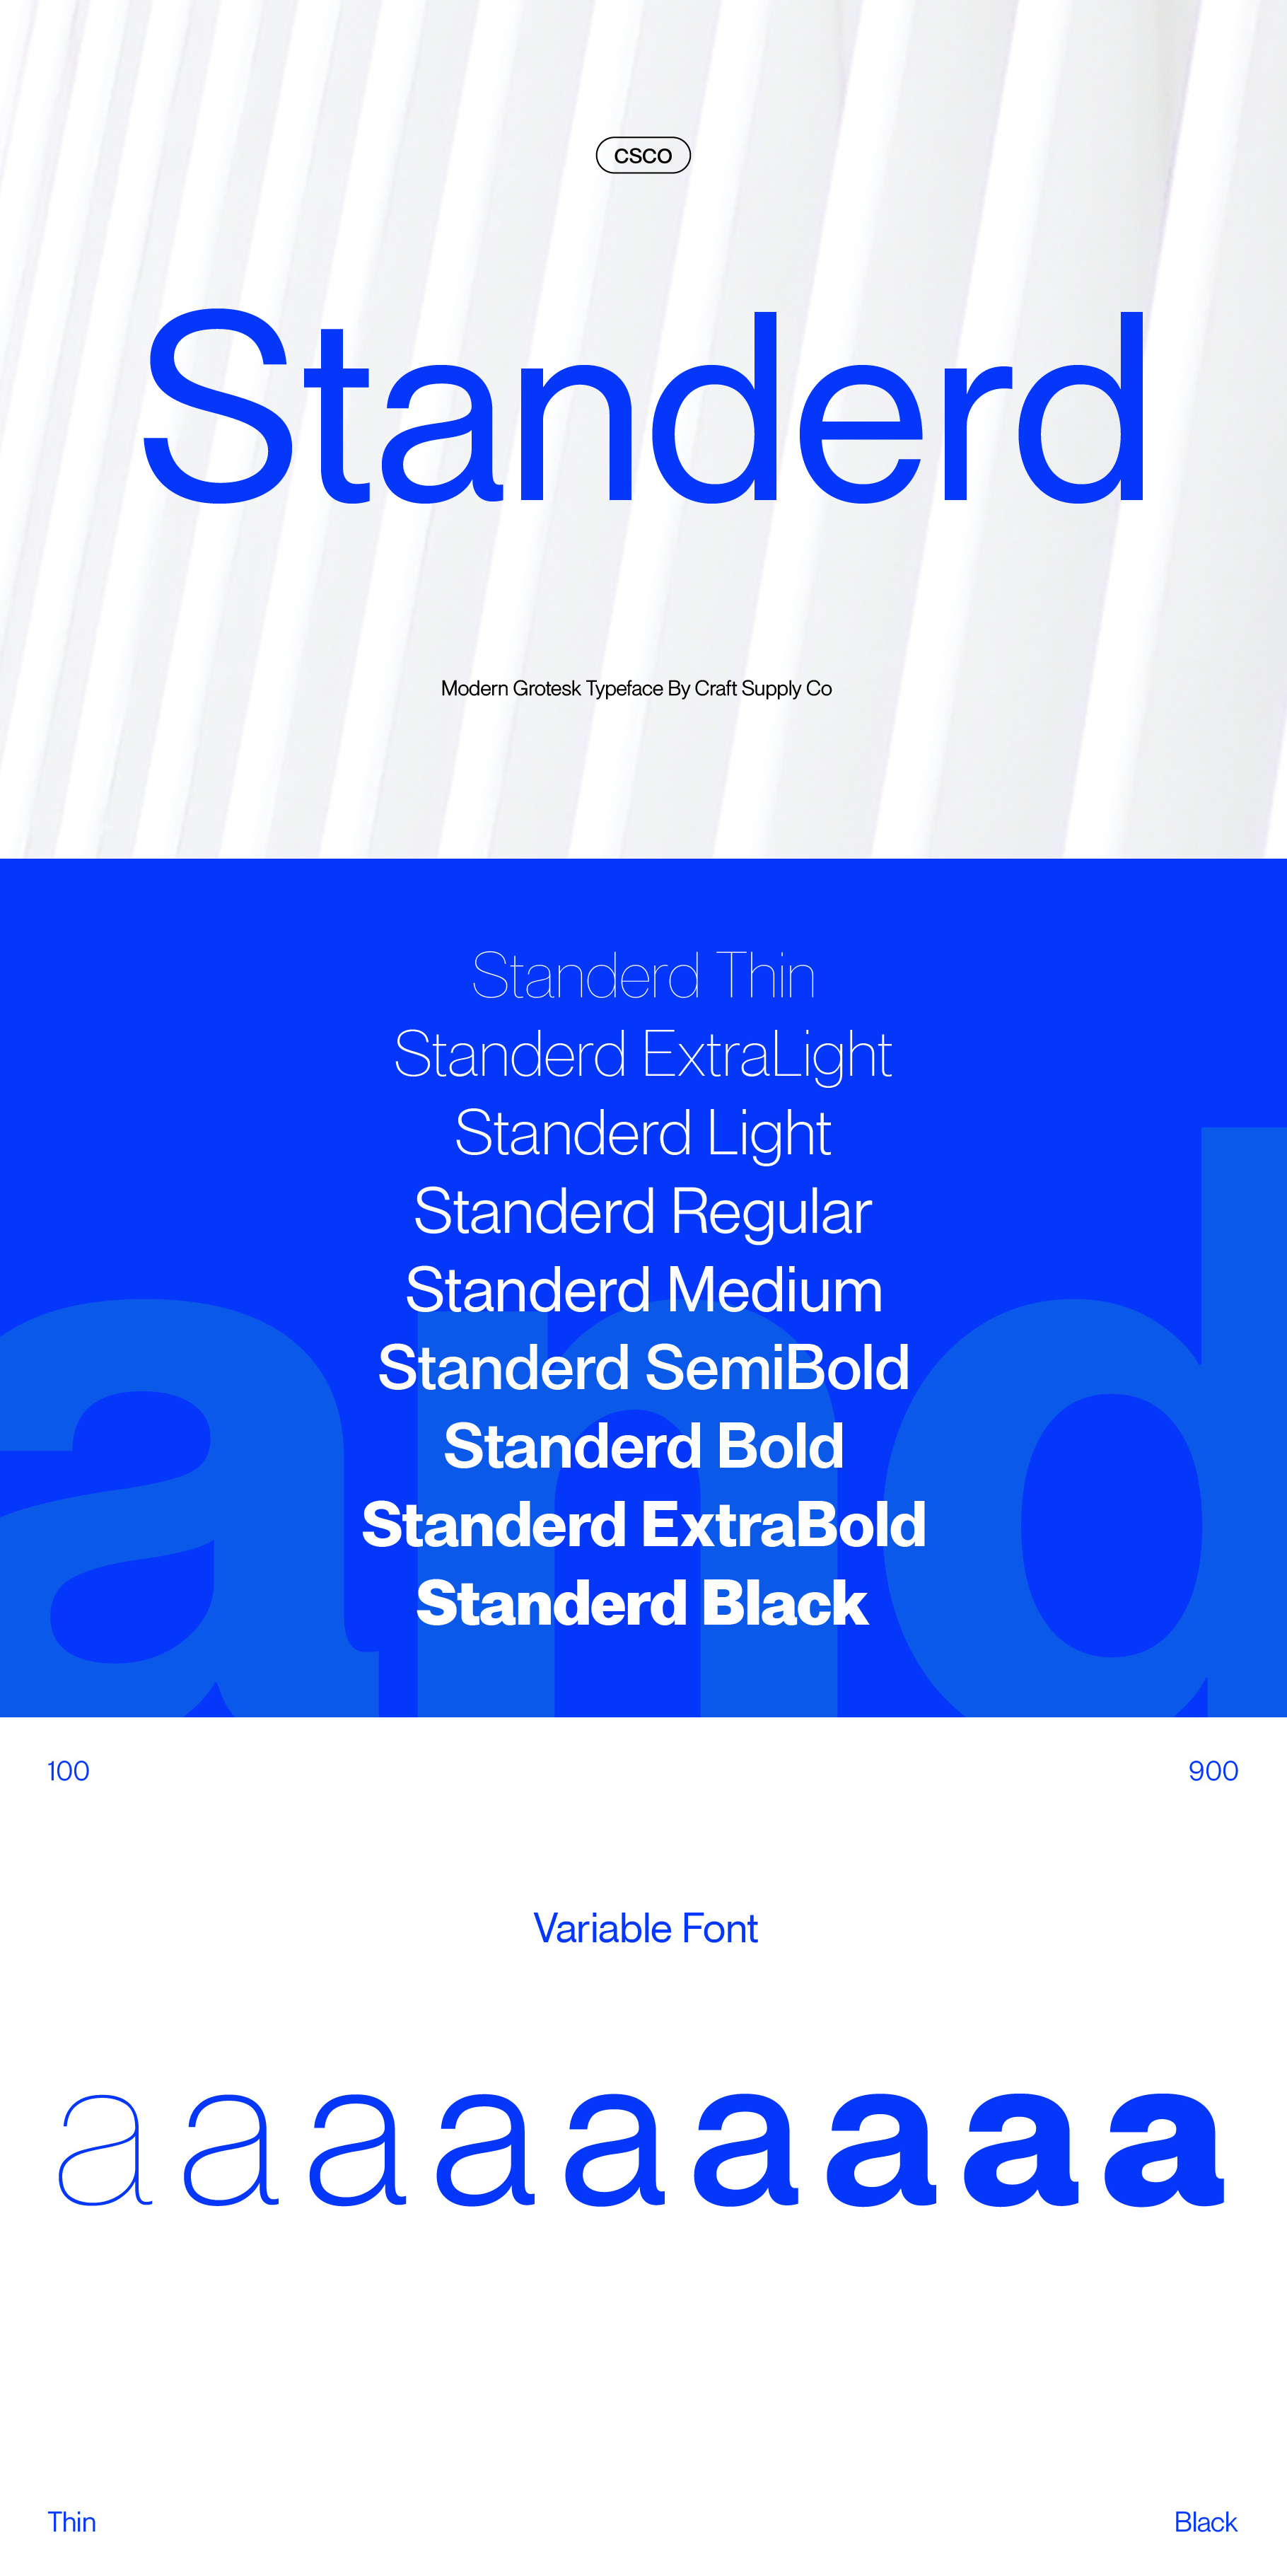 CSCO
Standerd
Modern Grotesk Typeface By Craft Supply Co
Standerd Thin
Standerd ExtraLight
Standerd Light
Standerd Regular
Standerd Medium
Standerd SemiBold
Standerd Bold
Standerd ExtraBold
Standerd Black
and
100 900
Variable Font
a a a a a a a a a
Thin Black